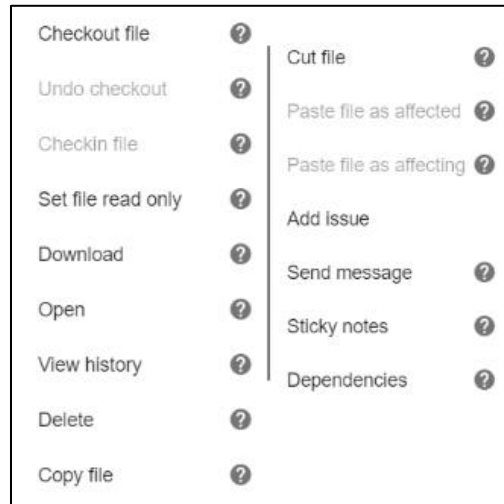 Checkout file
Undo checkout
Checkin file
Set file read only
Download
Open
View history
Delete
Copy file
Cut file
Paste file as affected
Paste file as affecting
Add issue
Send message
Sticky notes
Dependencies